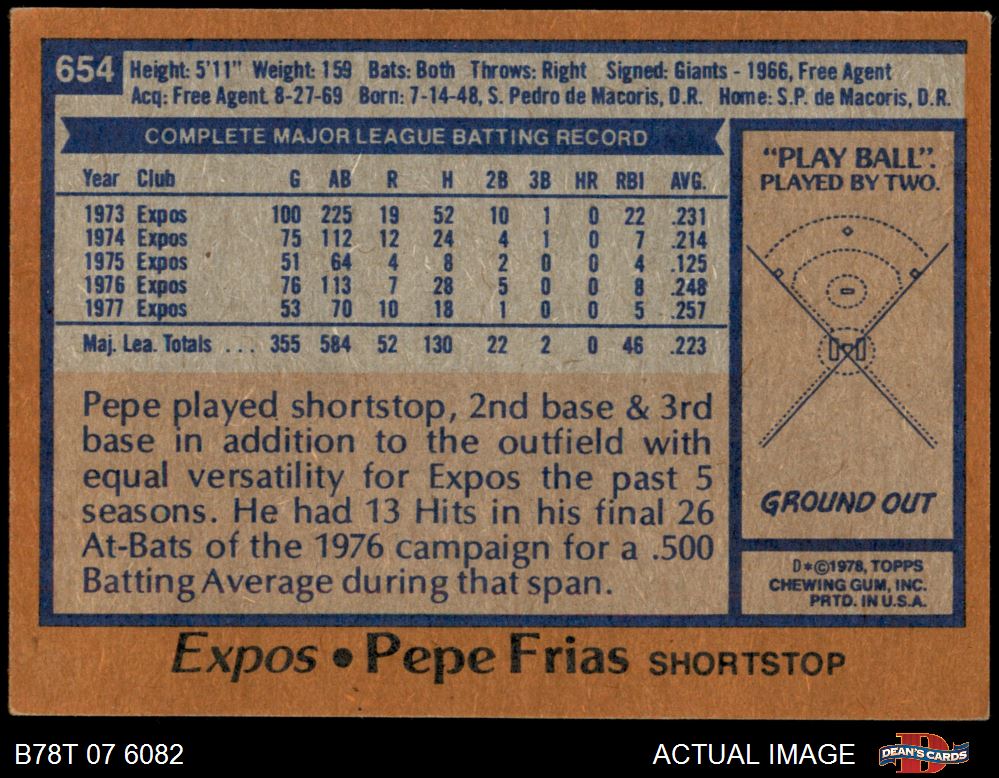 654
Height: 5'11" Weight: 159 Bats: Both Throws: Right Signed: Giants - 1966, Free Agent
Acq: Free Agent 8-27-69 Born: 7-14-48, S. Pedro de Macoris, D.R. Home: S.P. de Macoris, D.R.
COMPLETE MAJOR LEAGUE BATTING RECORD
Year Club G AB R H 2B 3B HR RBI AVG.
1973 Expos 100 225 19 52 10 1 0 22 .231
1974 Expos 75 112 12 24 4 1 0 7 .214
1975 Expos 51 64 4 8 2 0 0 4 .125
1976 Expos 76 113 7 28 5 0 0 8 .248
1977 Expos 53 70 10 18 1 0 0 5 .257
Maj. Lea. Totals . . . 355 584 52 130 22 2 0 46 .223
Pepe played shortstop, 2nd base & 3rd
base in addition to the outfield with
equal versatility for Expos the past 5
seasons. He had 13 Hits in his final 26
At-Bats of the 1976 campaign for a .500
Batting Average during that span.
"PLAY BALL".
PLAYED BY TWO.
GROUND OUT
D*©1978, TOPPS
CHEWING GUM, INC.
PRTD. IN U.S.A.
Expos • Pepe Frias SHORTSTOP
B78T 07 6082
ACTUAL IMAGE
D
DEAN'S CARDS